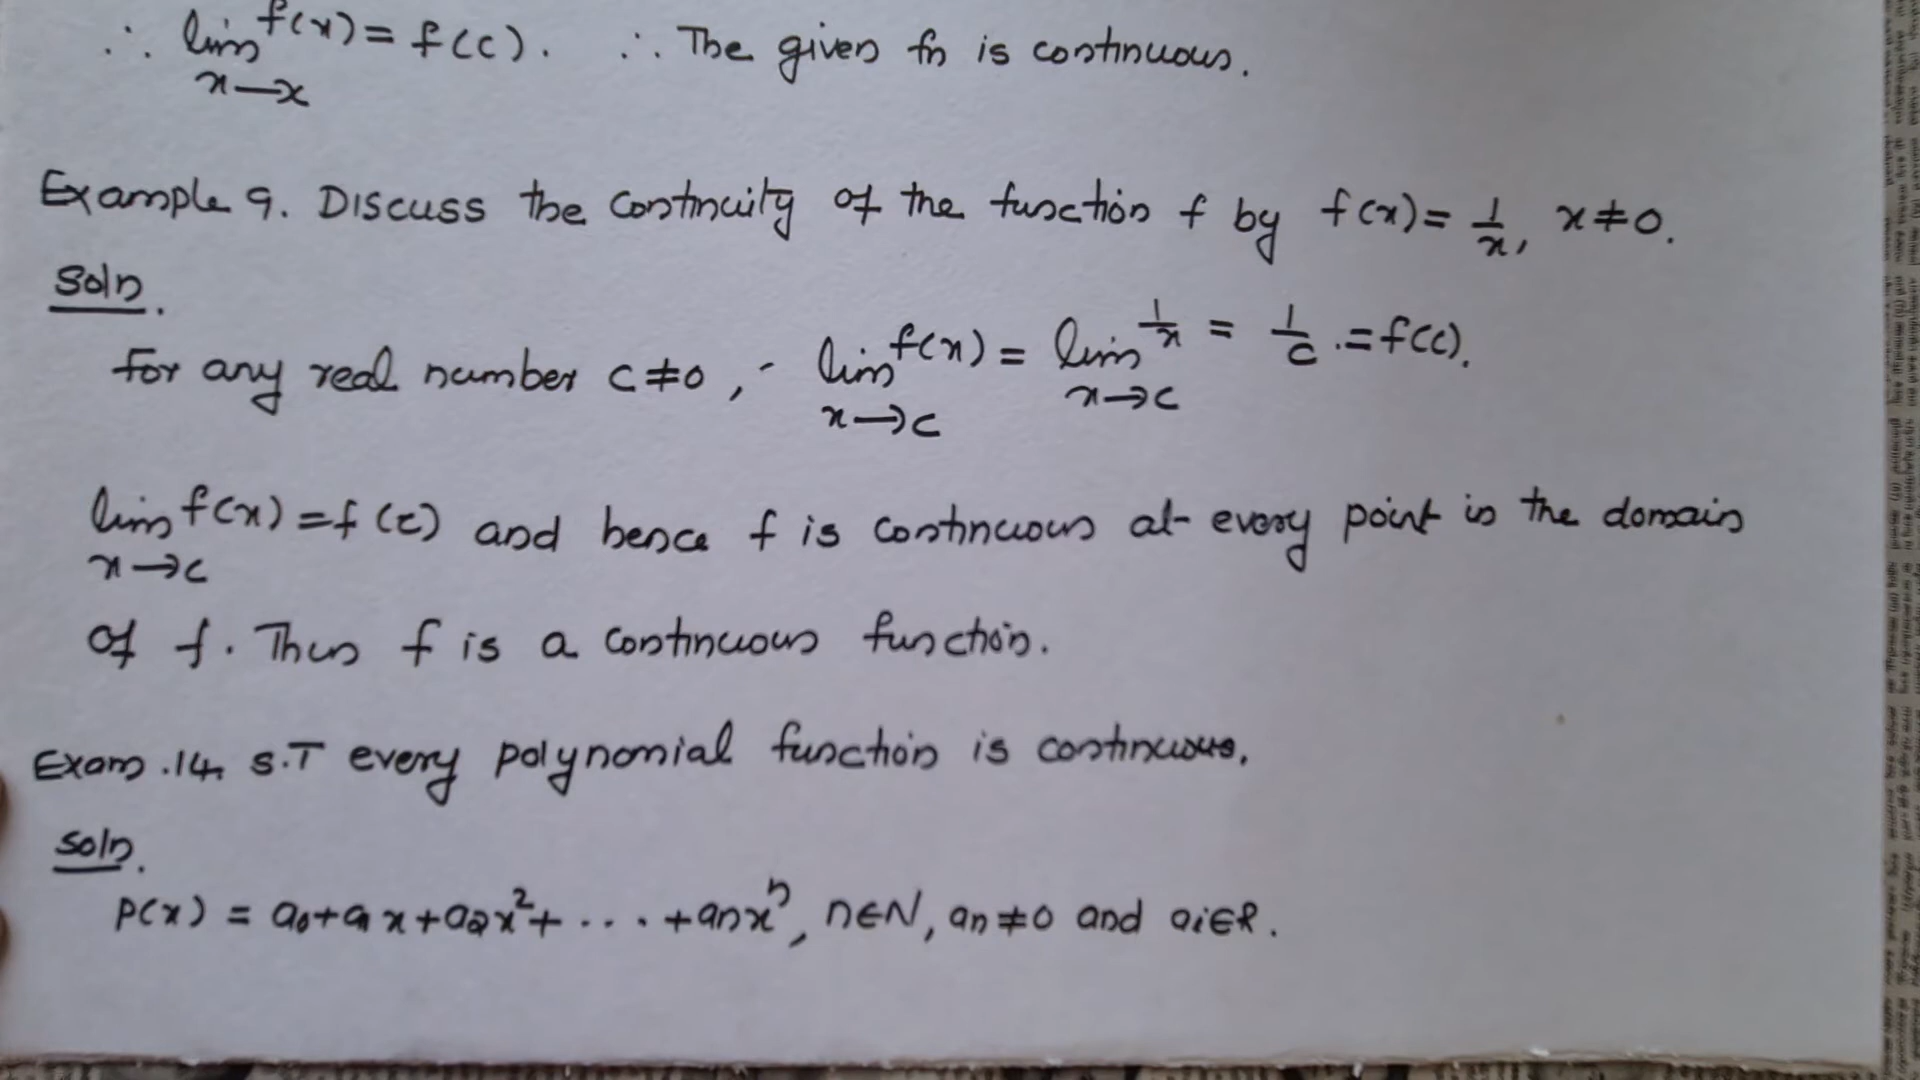 ∴ lim f(x) = f(c). ∴ The given fn is continuous.
x→x
Example 9. Discuss the continuity of the function f by f(x) = 1/x, x≠0.
Soln.
for any real number c≠0, lim f(x) = lim 1/x = 1/c . = f(c).
x→c x→c
lim f(x) = f(c) and hence f is continuous at every point in the domain
x→c
of f. Thus f is a continuous function.
Exam.14, S.T every polynomial function is continuous.
Soln.
P(x) = a₀+a₁x+a₂x²+ .... +anxⁿ, n∈N, an≠0 and ai∈R.